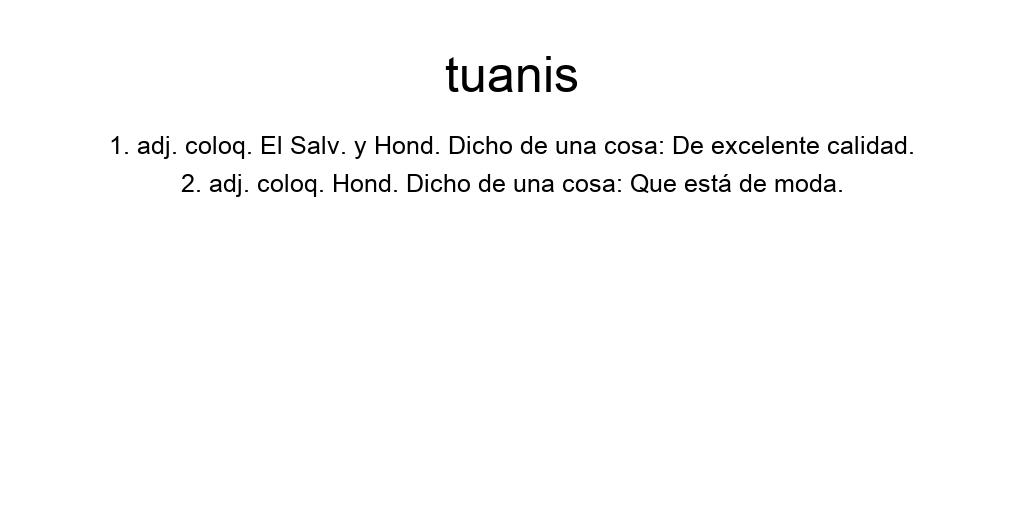 tuanis
1. adj. coloq. El Salv. y Hond. Dicho de una cosa: De excelente calidad.
2. adj. coloq. Hond. Dicho de una cosa: Que está de moda.